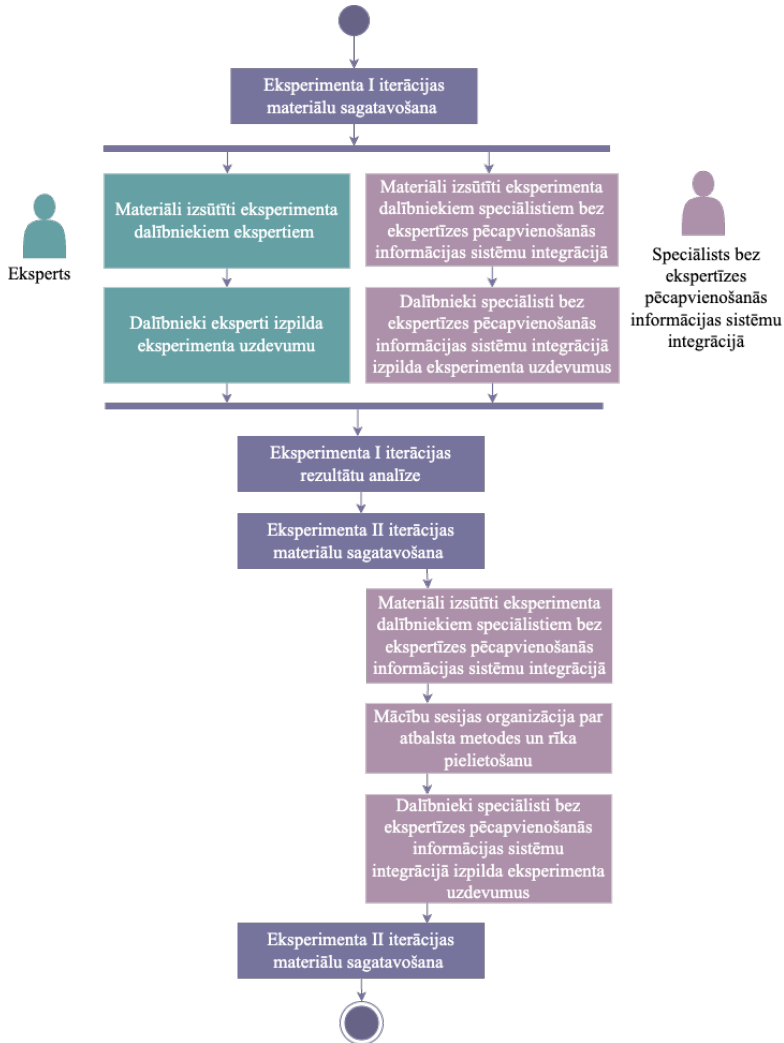 Eksperimenta I iterācijas
materiālu sagatavošana
Materiāli izsūtīti eksperimenta
dalībniekiem ekspertiem
Materiāli izsūtīti eksperimenta
dalībniekiem speciālistiem bez
ekspertīzes pēcapvienošanās
informācijas sistēmu integrācijā
Eksperts
Speciālists bez
ekspertīzes
pēcapvienošanās
informācijas sistēmu
integrācijā
Dalībnieki eksperti izpilda
eksperimenta uzdevumu
Dalībnieki speciālisti bez
ekspertīzes pēcapvienošanās
informācijas sistēmu integrācijā
izpilda eksperimenta uzdevumus
Eksperimenta I iterācijas
rezultātu analīze
Eksperimenta II iterācijas
materiālu sagatavošana
Materiāli izsūtīti eksperimenta
dalībniekiem speciālistiem bez
ekspertīzes pēcapvienošanās
informācijas sistēmu integrācijā
Mācību sesijas organizācija par
atbalsta metodes un rīka
pielietošanu
Dalībnieki speciālisti bez
ekspertīzes pēcapvienošanās
informācijas sistēmu
integrācijā izpilda eksperimenta
uzdevumus
Eksperimenta II iterācijas
materiālu sagatavošana